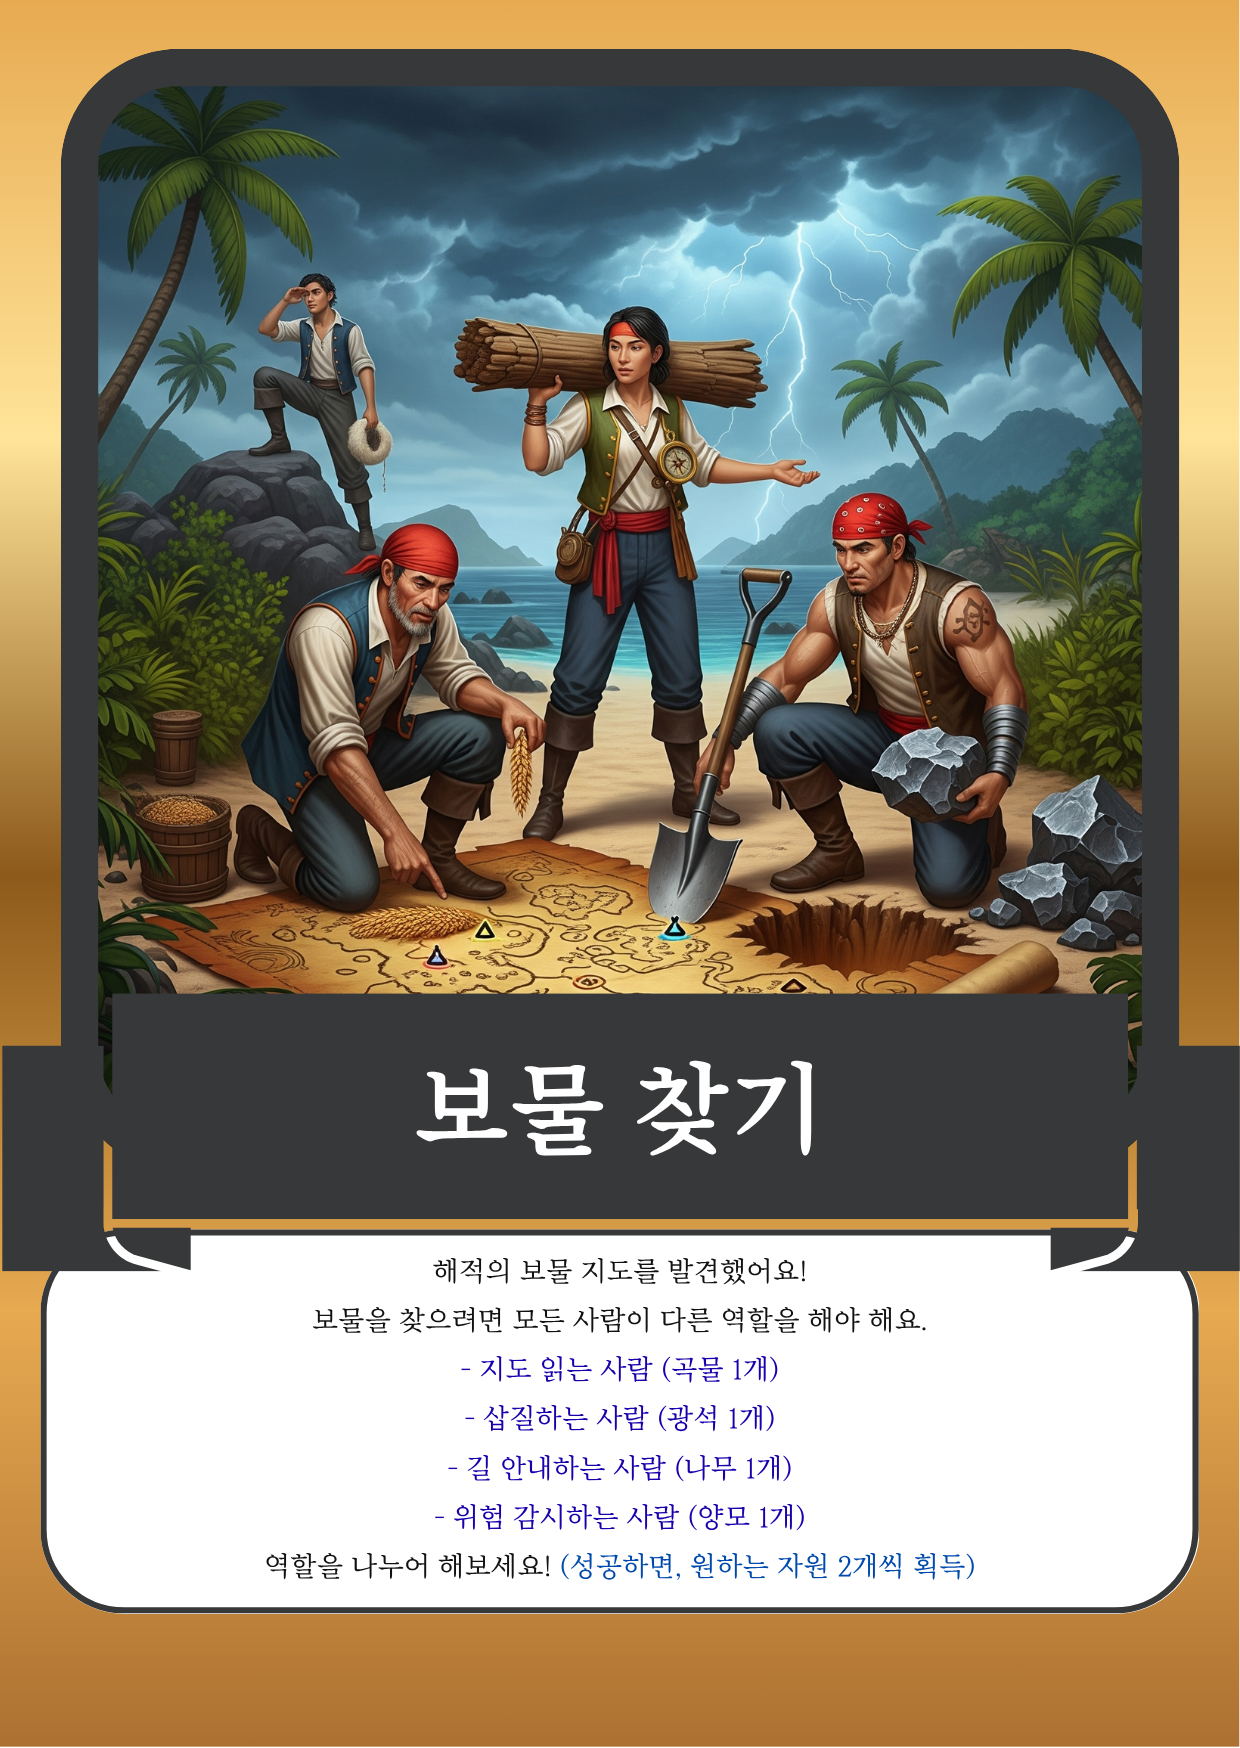 보물 찾기
해적의 보물 지도를 발견했어요!
보물을 찾으려면 모든 사람이 다른 역할을 해야 해요.
- 지도 읽는 사람 (곡물 1개)
- 삽질하는 사람 (광석 1개)
- 길 안내하는 사람 (나무 1개)
- 위험 감시하는 사람 (양모 1개)
역할을 나누어 해보세요! (성공하면, 원하는 자원 2개씩 획득)